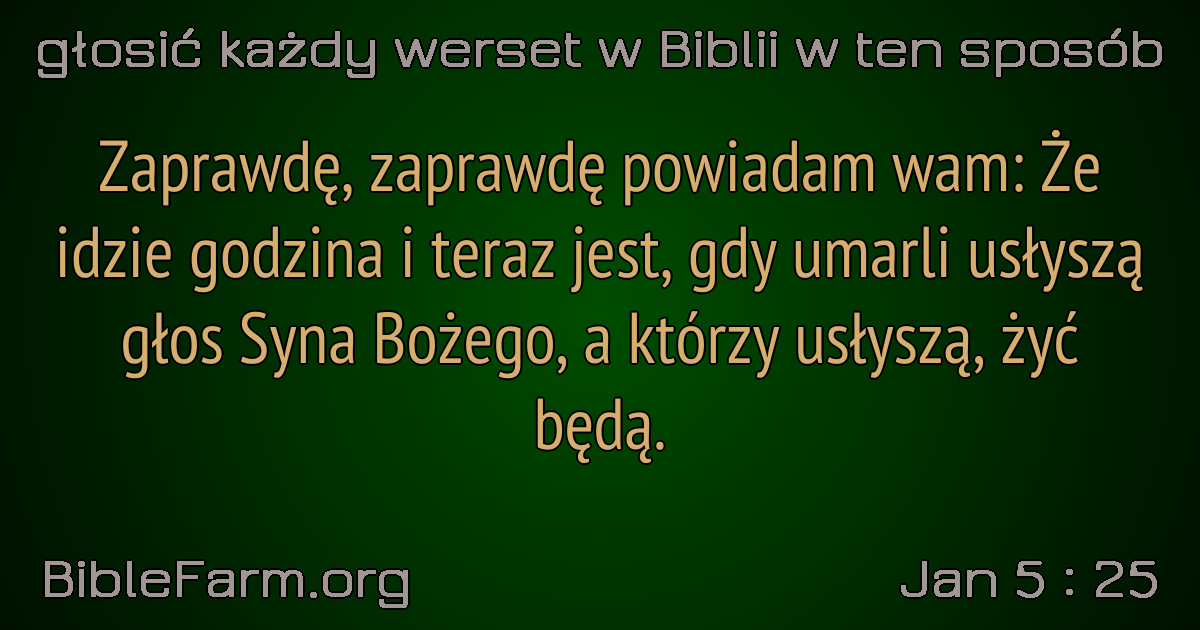 głosić każdy werset w Biblii w ten sposób
Zaprawdę, zaprawdę powiadam wam: Że
idzie godzina i teraz jest, gdy umarli usłyszą
głos Syna Bożego, a którzy usłyszą, żyć
będą.
BibleFarm.org
Jan 5 : 25